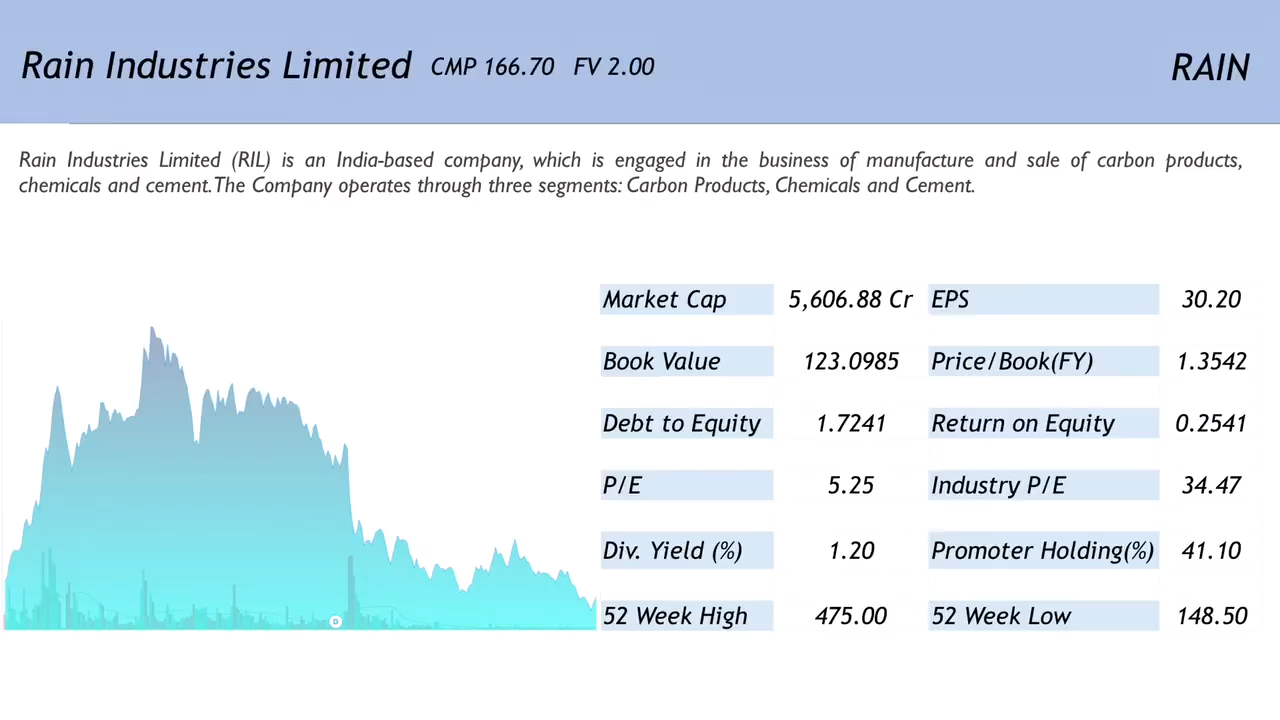 Rain Industries Limited CMP 166.70 FV 2.00 RAIN
Rain Industries Limited (RIL) is an India-based company, which is engaged in the business of manufacture and sale of carbon products,
chemicals and cement. The Company operates through three segments: Carbon Products, Chemicals and Cement.
Market Cap 5,606.88 Cr EPS 30.20
Book Value 123.0985 Price/Book(FY) 1.3542
Debt to Equity 1.7241 Return on Equity 0.2541
P/E 5.25 Industry P/E 34.47
Div. Yield (%) 1.20 Promoter Holding(%) 41.10
52 Week High 475.00 52 Week Low 148.50
D